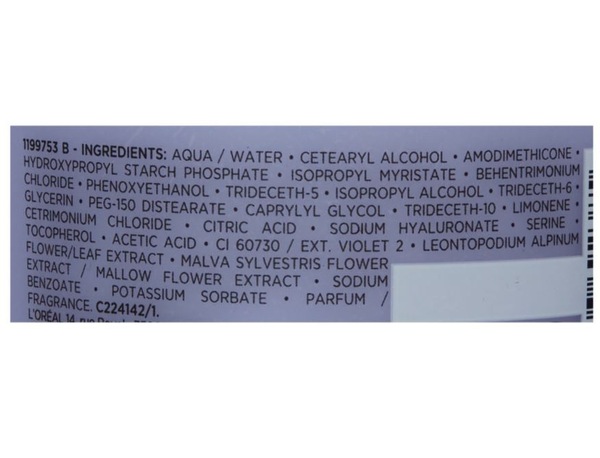 1199753 B - INGREDIENTS: AQUA / WATER • CETEARYL ALCOHOL • AMODIMETHICONE •
HYDROXYPROPYL STARCH PHOSPHATE • ISOPROPYL MYRISTATE • BEHENTRIMONIUM
CHLORIDE • PHENOXYETHANOL • TRIDECETH-5 • ISOPROPYL ALCOHOL • TRIDECETH-6 •
GLYCERIN • PEG-150 DISTEARATE • CAPRYLYL GLYCOL • TRIDECETH-10 • LIMONENE •
CETRIMONIUM CHLORIDE • CITRIC ACID • SODIUM HYALURONATE • SERINE •
TOCOPHEROL • ACETIC ACID • CI 60730 / EXT. VIOLET 2 • LEONTOPODIUM ALPINUM
FLOWER/LEAF EXTRACT • MALVA SYLVESTRIS FLOWER
EXTRACT / MALLOW FLOWER EXTRACT • SODIUM
BENZOATE • POTASSIUM SORBATE • PARFUM /
FRAGRANCE. C224142/1.
L'ORÉAL 14,